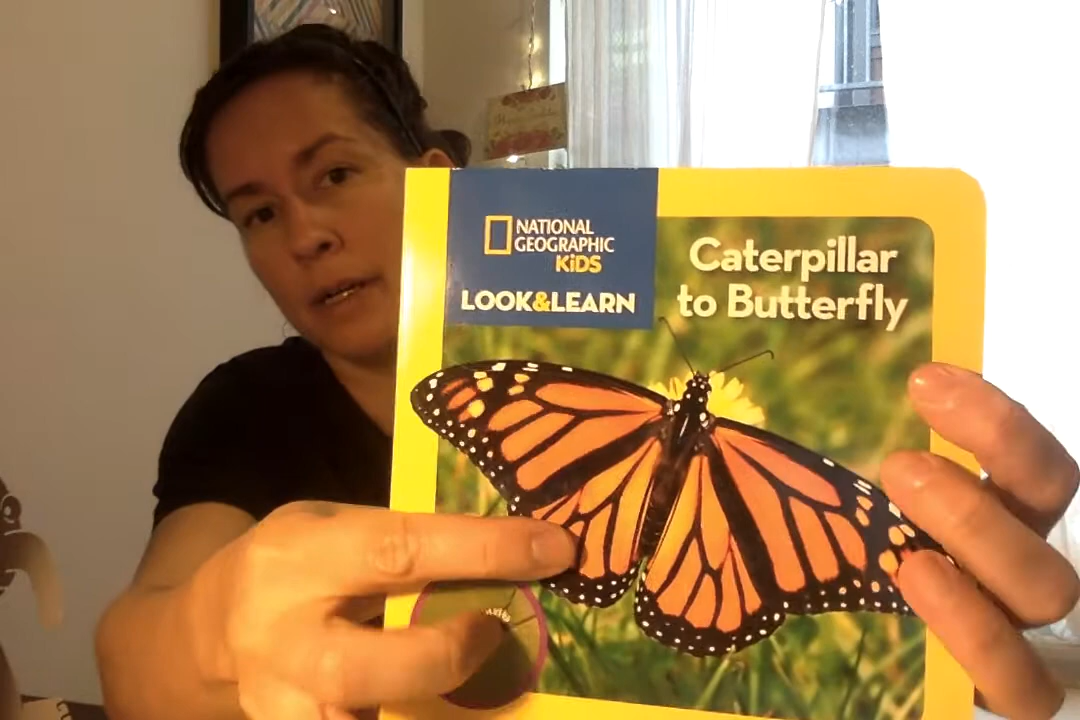 NATIONAL
GEOGRAPHIC
KiDS
LOOK&LEARN
Caterpillar
to Butterfly